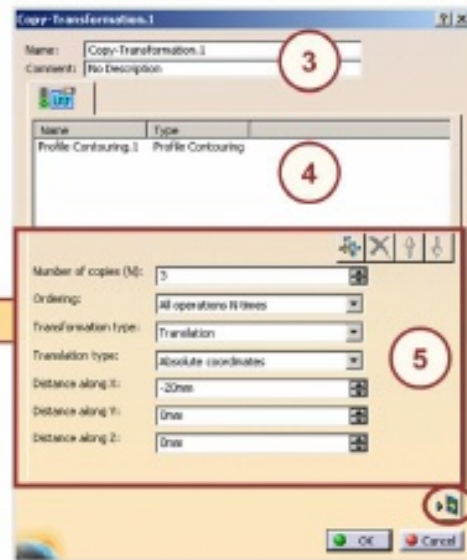 Copy-Transformation.1
Name: Copy-Transformation.1
Comment: No Description
3
Name Type
Profile Contouring.1 Profile Contouring
4
Number of copies (N): 3
Ordering: All operations N times
Transformation type: Translation
Translation type: Absolute coordinates
Distance along X: -20mm
Distance along Y: 0mm
Distance along Z: 0mm
5
OK Cancel